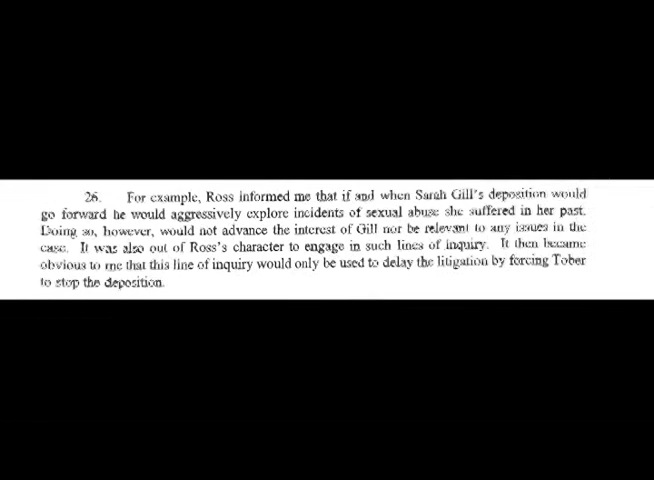 26. For example, Ross informed me that if and when Sarah Gill's deposition would
go forward he would aggressively explore incidents of sexual abuse she suffered in her past.
Doing so, however, would not advance the interest of Gill nor be relevant to any issues in the
case. It was also out of Ross's character to engage in such lines of inquiry. It then became
obvious to me that this line of inquiry would only be used to delay the litigation by forcing Tober
to stop the deposition.